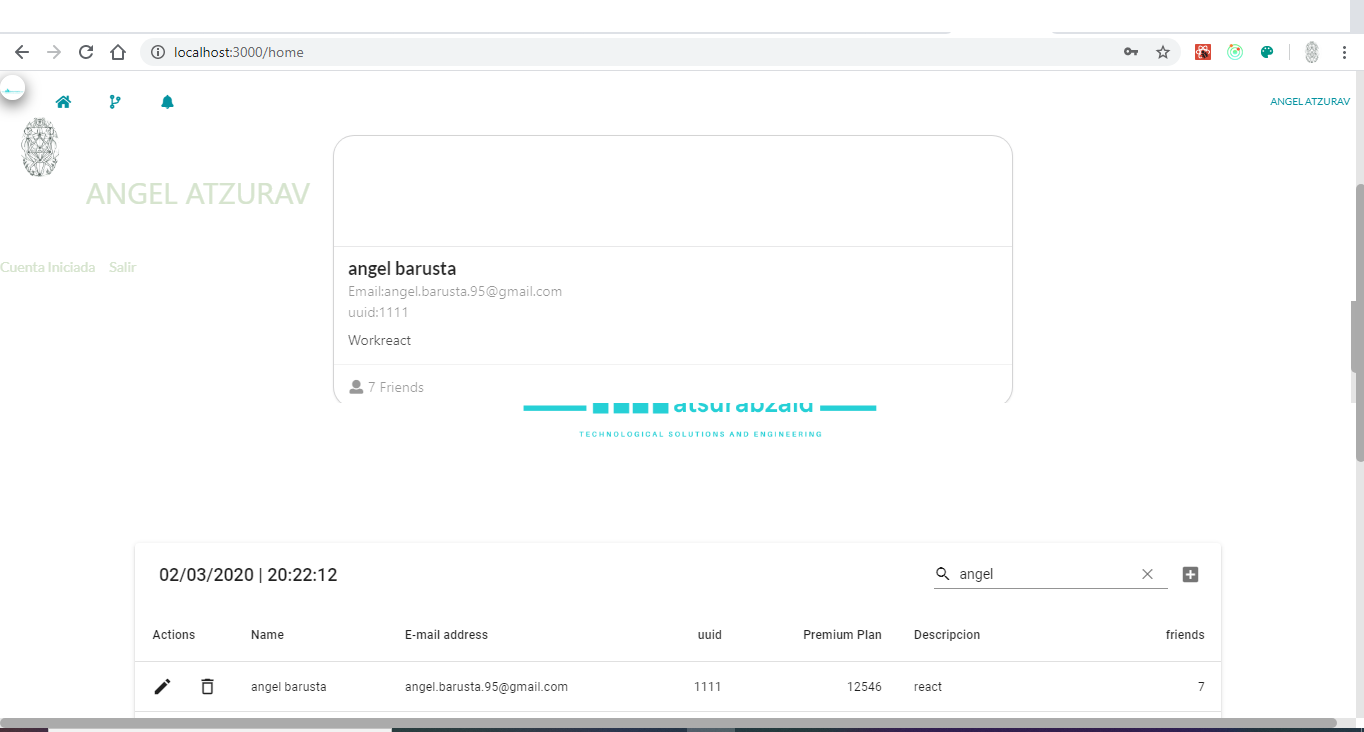 localhost:3000/home
ANGEL ATZURAV
ANGEL ATZURAV
Cuenta Iniciada Salir
angel barusta
Email:angel.barusta.95@gmail.com
uuid:1111
Workreact
7 Friends
atsurabzaid
TECHNOLOGICAL SOLUTIONS AND ENGINEERING
02/03/2020 | 20:22:12
angel
Actions Name E-mail address uuid Premium Plan Descripcion friends
angel barusta angel.barusta.95@gmail.com 1111 12546 react 7